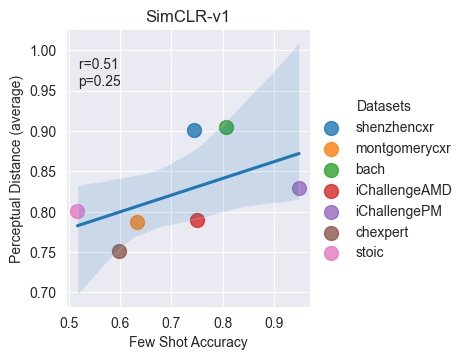 SimCLR-v1
r=0.51
p=0.25
1.00
0.95
0.90
0.85
0.80
0.75
0.70
Perceptual Distance (average)
0.5 0.6 0.7 0.8 0.9
Few Shot Accuracy
Datasets
shenzhencxr
montgomerycxr
bach
iChallengeAMD
iChallengePM
chexpert
stoic